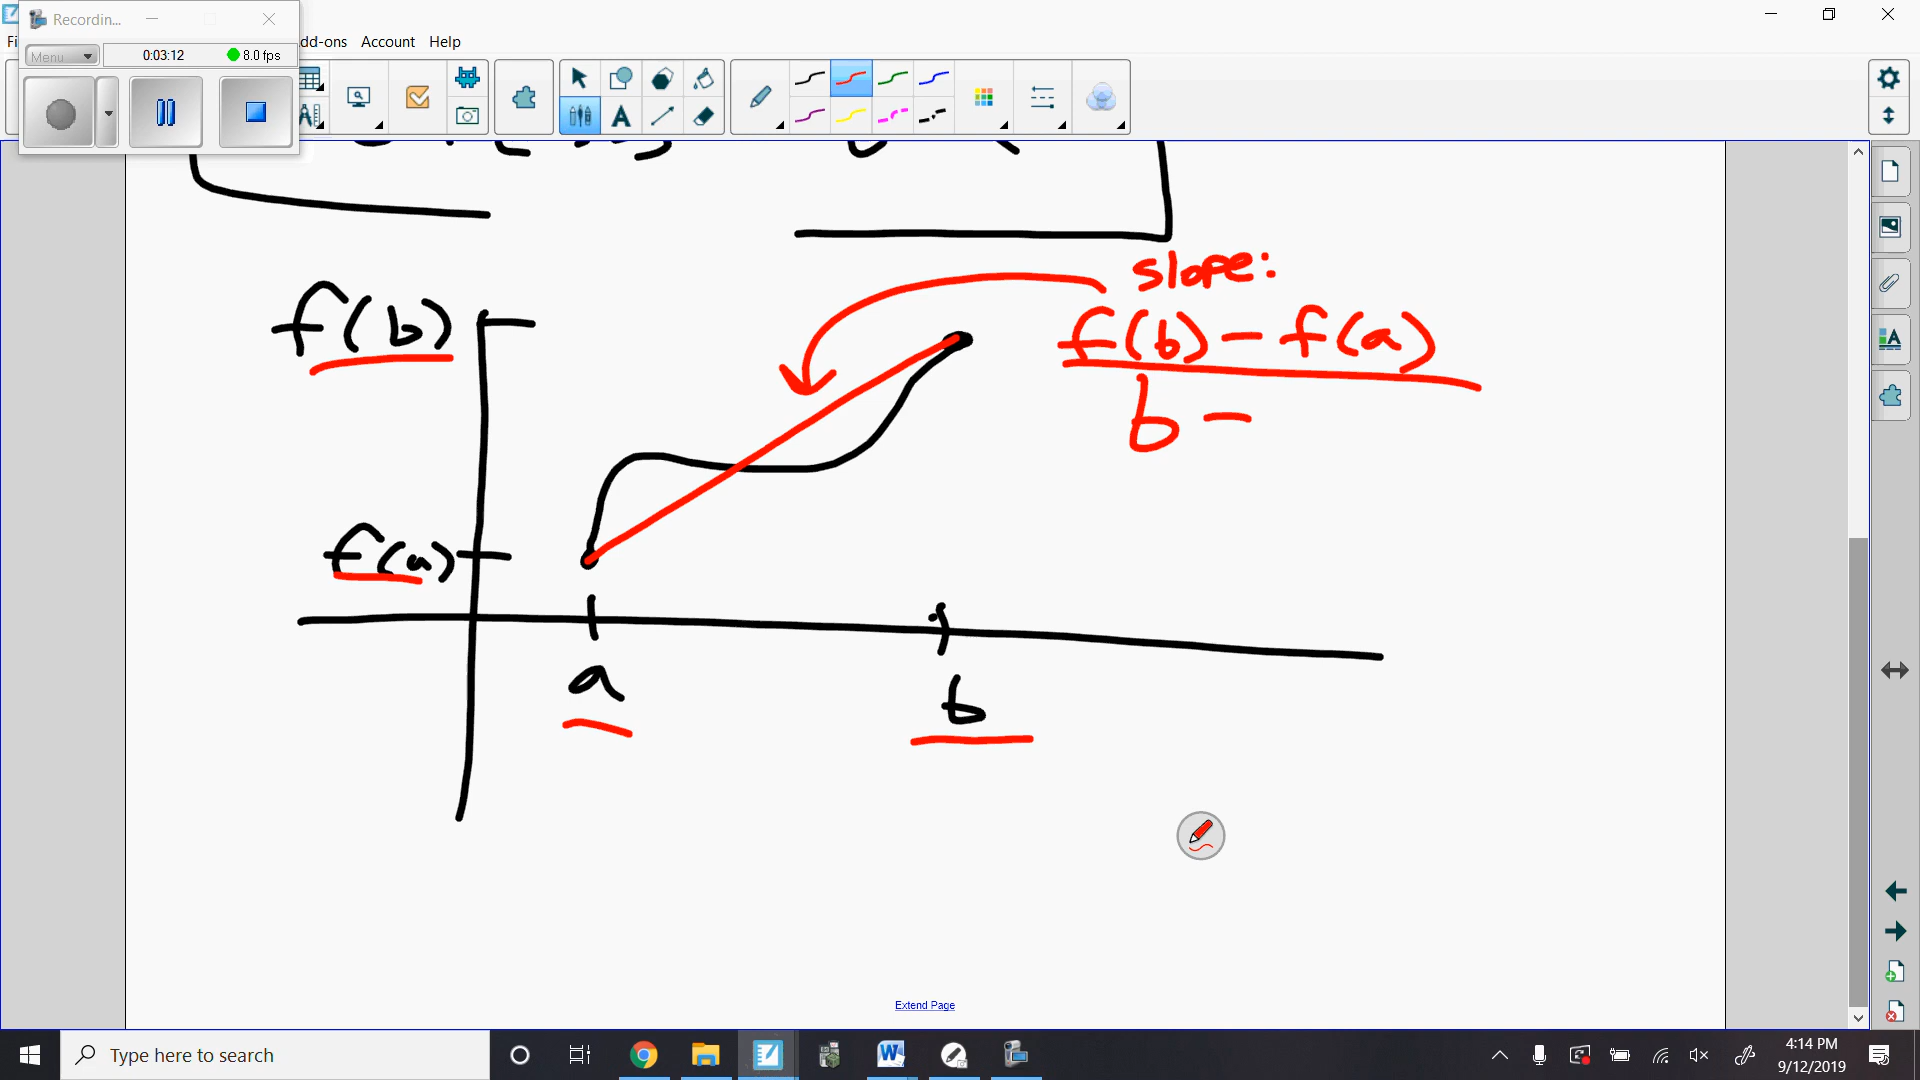 Recordin...
Add-ons Account Help
Menu 0:03:12 8.0 fps
slope:
f(b) f(b) - f(a)
b -
f(a)
a b
Extend Page
Type here to search
4:14 PM
9/12/2019